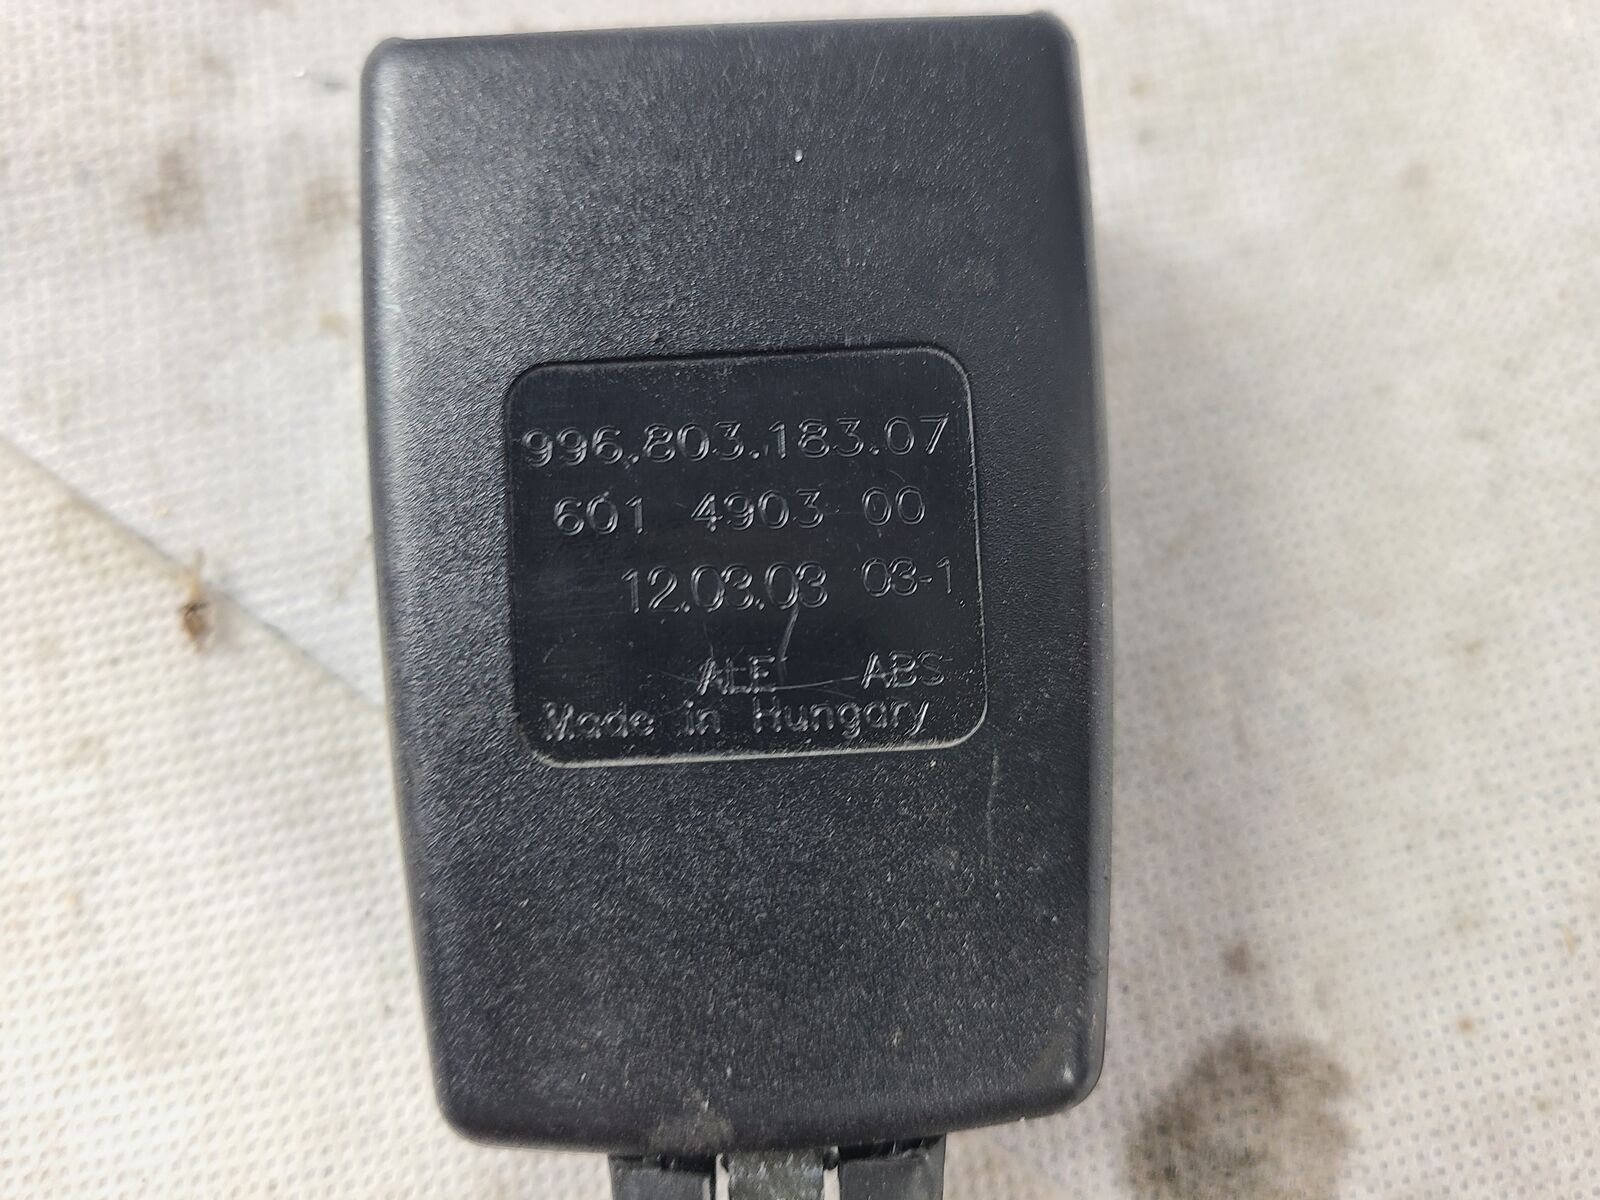 996.803.183.07
601 4903 00
12.03.03 03-1
ALE ABS
Made in Hungary